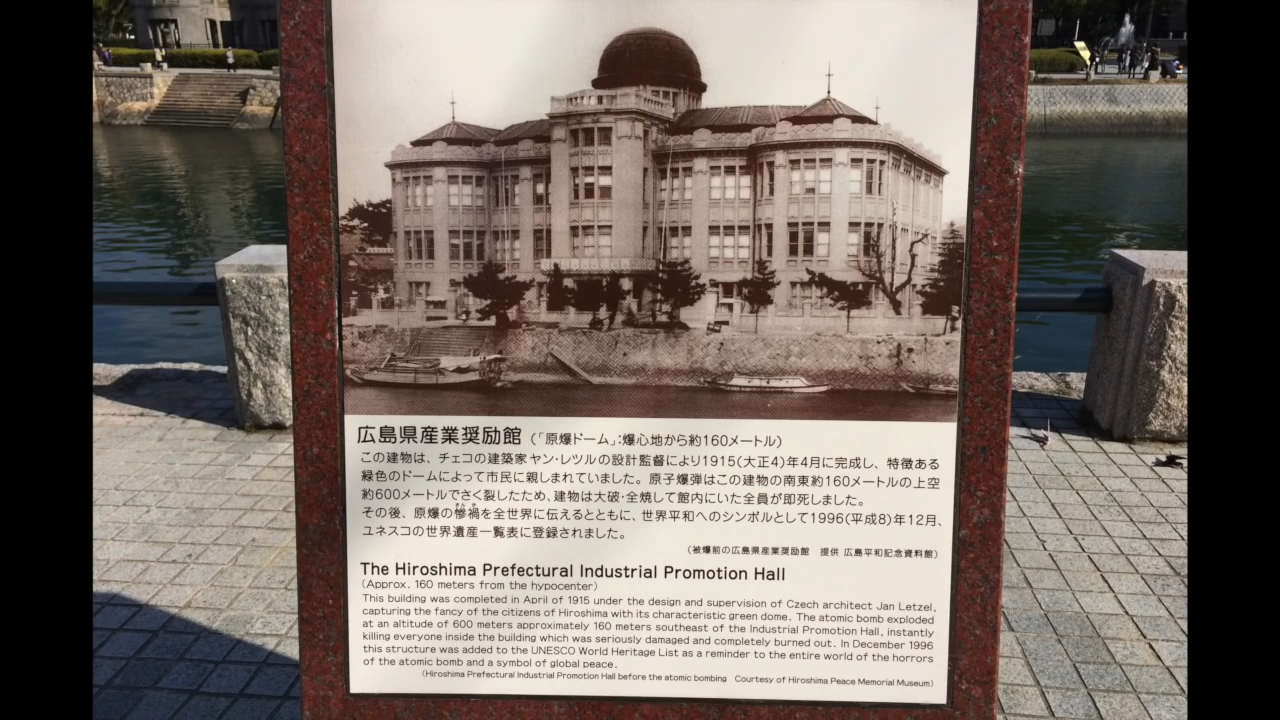 広島県産業奨励館 (「原爆ドーム」:爆心地から約160メートル)
この建物は、チェコの建築家ヤン・レツルの設計監督により1915(大正4)年4月に完成し、特徴ある
緑色のドームによって市民に親しまれていました。原子爆弾はこの建物の南東約160メートルの上空
約600メートルでさく裂したため、建物は大破・全焼して館内にいた全員が即死しました。
その後、原爆の惨禍を全世界に伝えるとともに、世界平和へのシンボルとして1996(平成8)年12月、
ユネスコの世界遺産一覧表に登録されました。
(被爆前の広島県産業奨励館 提供 広島平和記念資料館)
The Hiroshima Prefectural Industrial Promotion Hall
(Approx. 160 meters from the hypocenter)
This building was completed in April of 1915 under the design and supervision of Czech architect Jan Letzel,
capturing the fancy of the citizens of Hiroshima with its characteristic green dome. The atomic bomb exploded
at an altitude of 600 meters approximately 160 meters southeast of the Industrial Promotion Hall, instantly
killing everyone inside the building which was seriously damaged and completely burned out. In December 1996
this structure was added to the UNESCO World Heritage List as a reminder to the entire world of the horrors
of the atomic bomb and a symbol of global peace.
(Hiroshima Prefectural Industrial Promotion Hall before the atomic bombing Courtesy of Hiroshima Peace Memorial Museum)